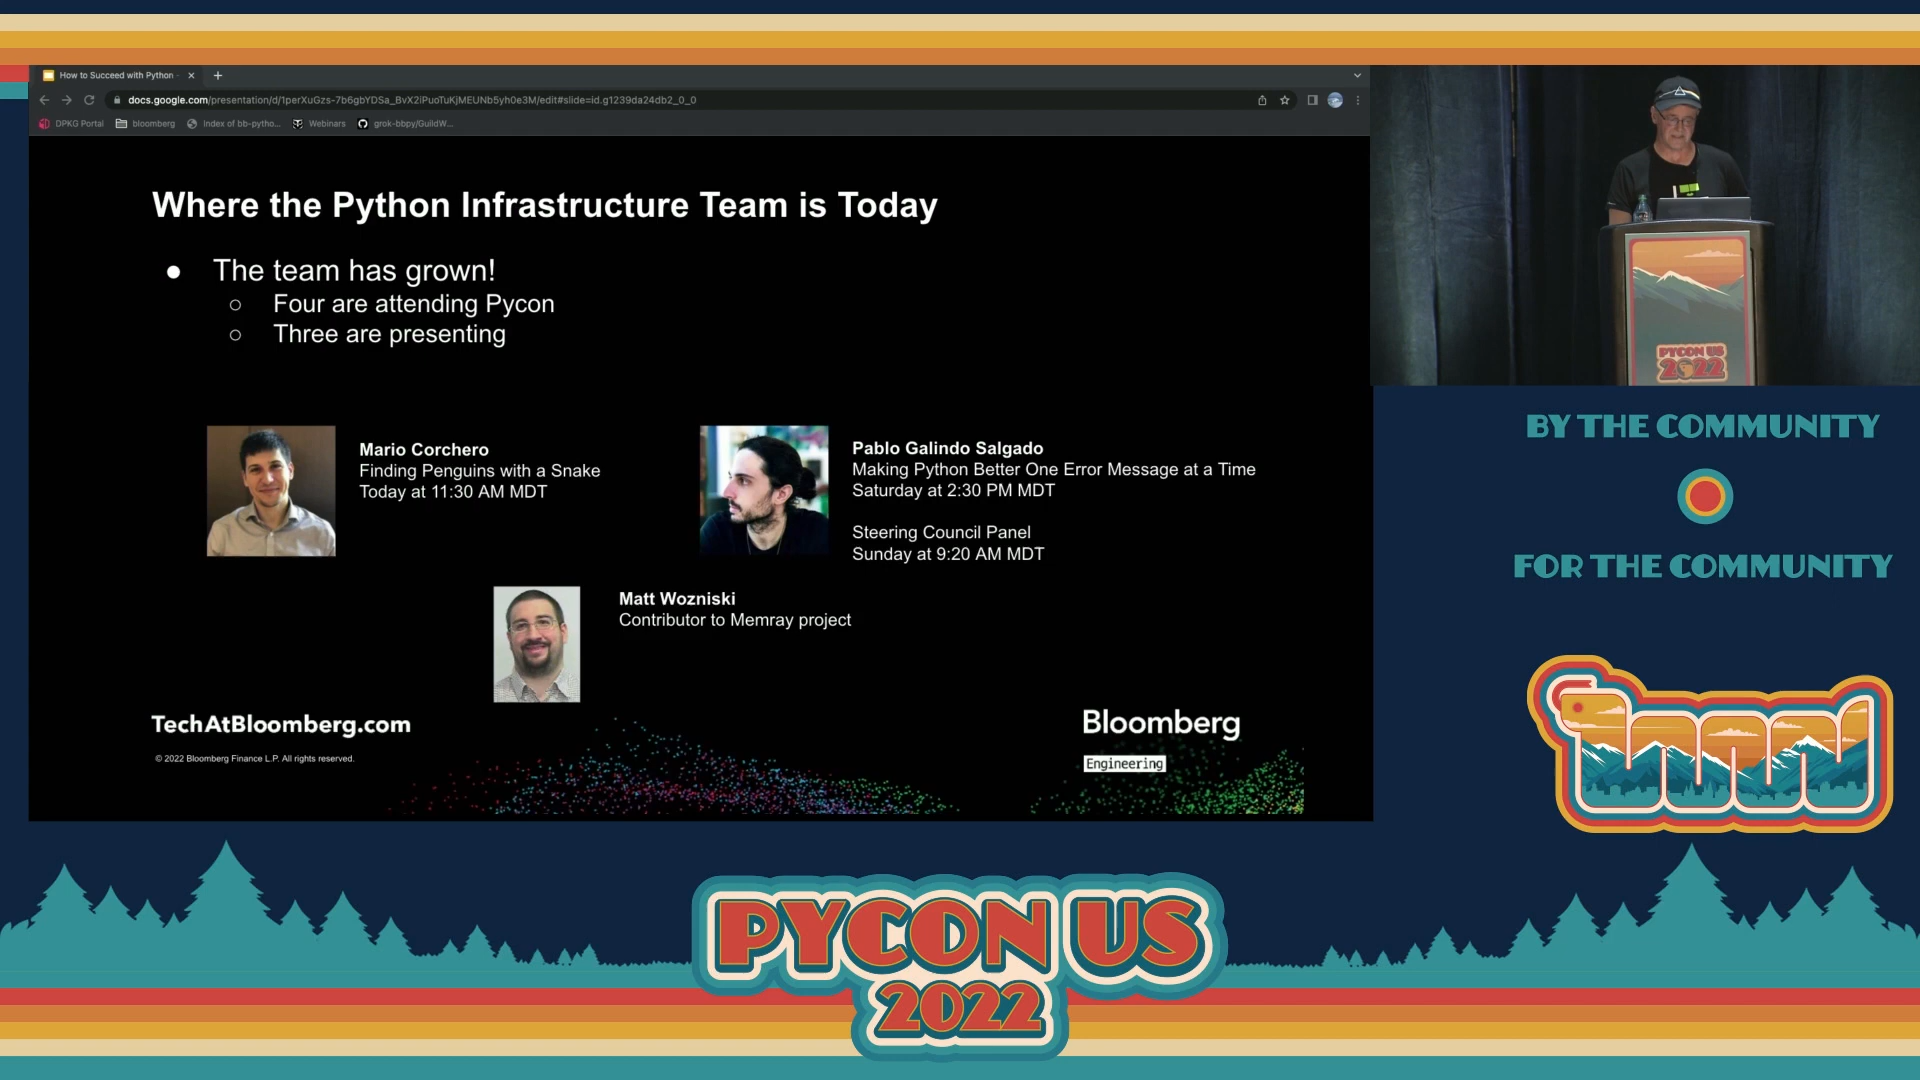 How to Succeed with Python -
docs.google.com/presentation/d/1perXuGzs-7b6gbYDSa_BvX2iPuoTuKjMEUNb5yh0e3M/edit#slide=id.g1239da24db2_0_0
DPKG Portal bloomberg Index of bb-pytho... Webinars grok-bbpy/GuildW...
Where the Python Infrastructure Team is Today
● The team has grown!
○ Four are attending Pycon
○ Three are presenting
Mario Corchero
Finding Penguins with a Snake
Today at 11:30 AM MDT
Pablo Galindo Salgado
Making Python Better One Error Message at a Time
Saturday at 2:30 PM MDT
Steering Council Panel
Sunday at 9:20 AM MDT
Matt Wozniski
Contributor to Memray project
TechAtBloomberg.com
© 2022 Bloomberg Finance L.P. All rights reserved.
Bloomberg
Engineering
PYCON US
2022
BY THE COMMUNITY
FOR THE COMMUNITY
PYCON US
2022